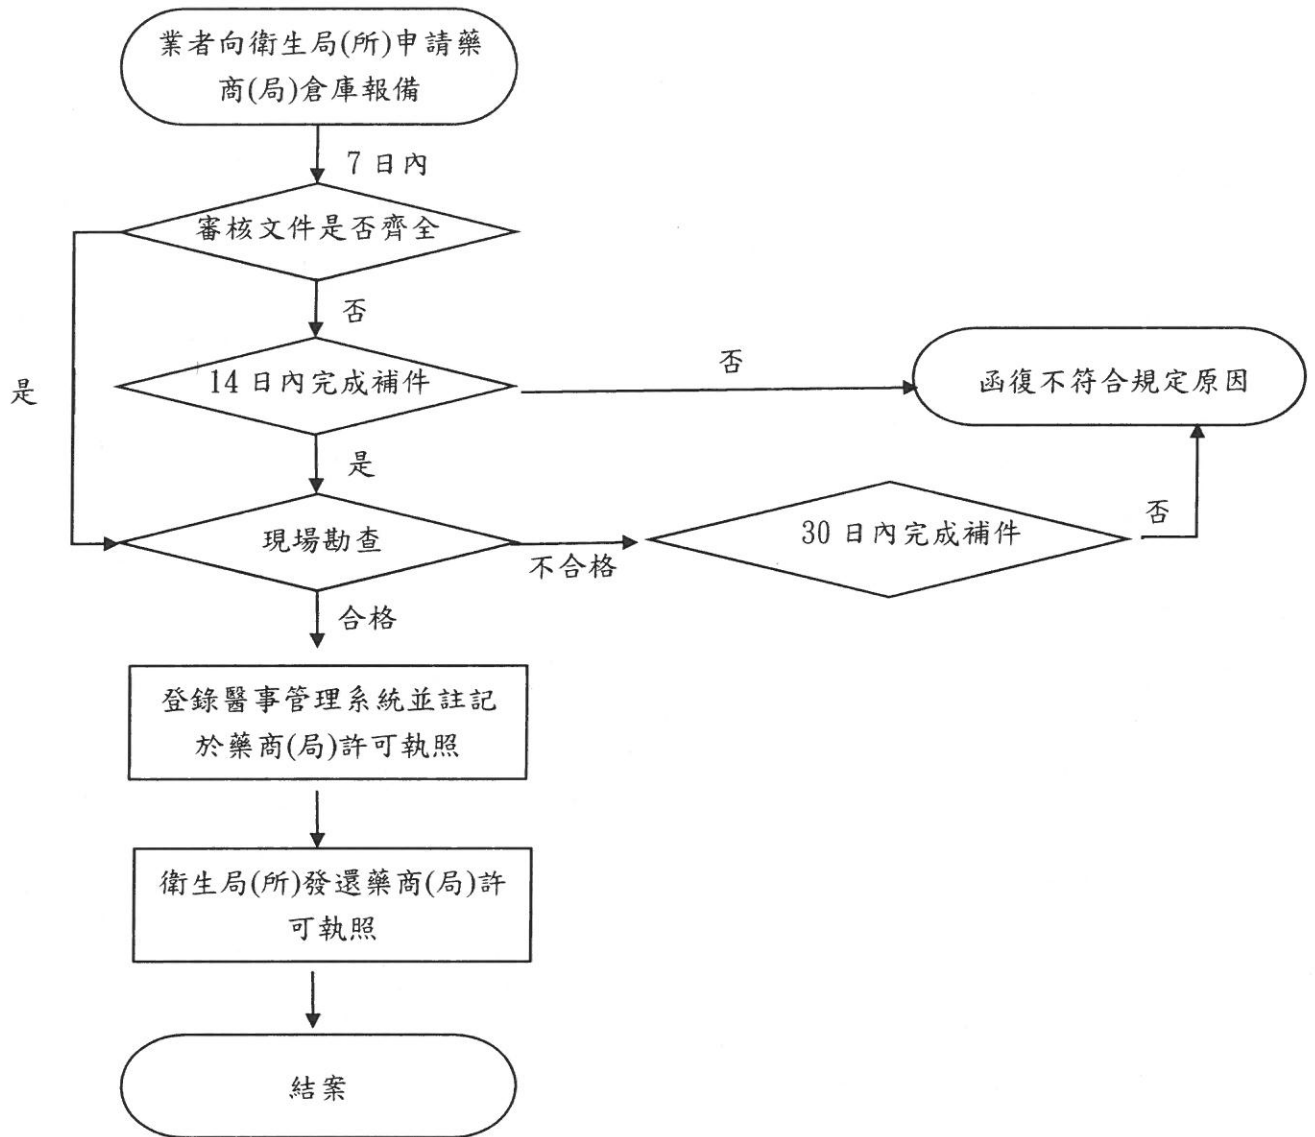 業者向衛生局(所)申請藥
商(局)倉庫報備
7 日內
審核文件是否齊全
否
是
14 日內完成補件
否
函復不符合規定原因
是
現場勘查
不合格
30 日內完成補件
否
合格
登錄醫事管理系統並註記
於藥商(局)許可執照
衛生局(所)發還藥商(局)許
可執照
結案